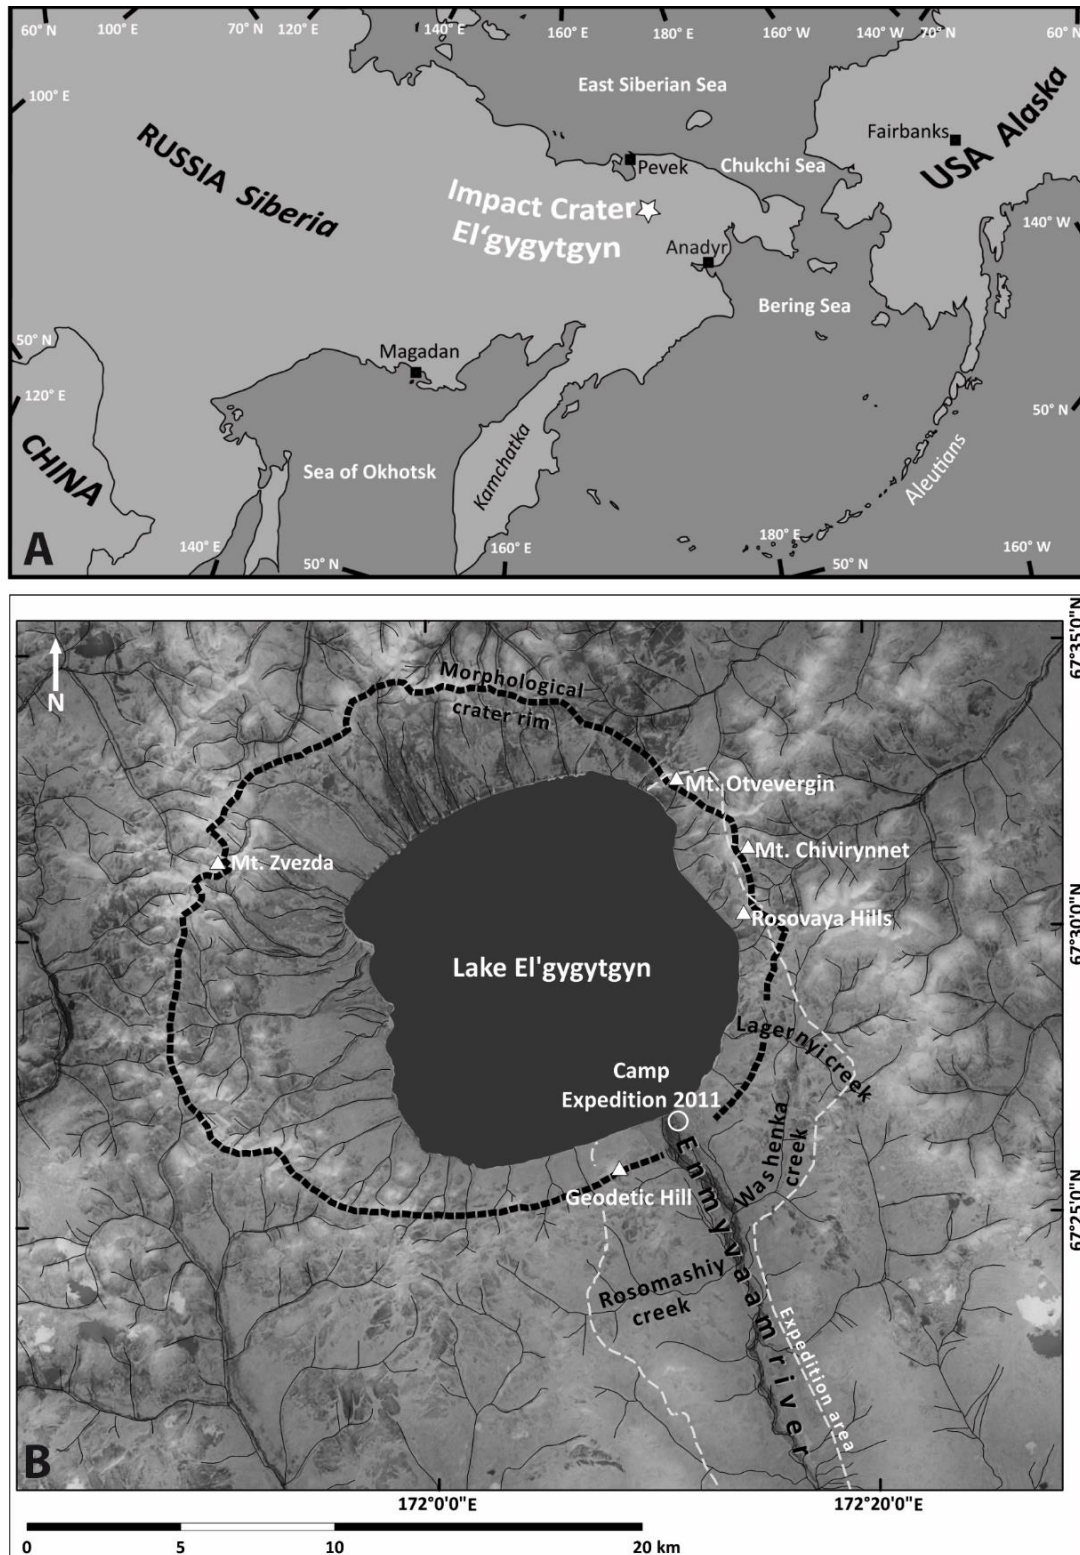 60° N
100° E
70° N
120° E
140° E
160° E
180° E
160° W
140° W
70° N
60° N
100° E
East Siberian Sea
Fairbanks
USA Alaska
RUSSIA Siberia
Pevek
Chukchi Sea
Impact Crater
El‘gygytgyn
140° W
Anadyr
Bering Sea
50° N
Magadan
120° E
50° N
CHINA
Sea of Okhotsk
Kamchatka
Aleutians
A
140° E
50° N
160° E
180° E
50° N
160° W
67°35'0"N
N
Morphological
crater rim
Mt. Otvevergin
Mt. Zvezda
Mt. Chivirynnet
Rosovaya Hills
67°30'0"N
Lake El'gygytgyn
Lagernyi creek
Camp
Expedition 2011
Washenka
creek
Enmyvaam river
Geodetic Hill
67°25'0"N
Rosomashiy
creek
Expedition area
B
172°0'0"E
172°20'0"E
0
5
10
20 km